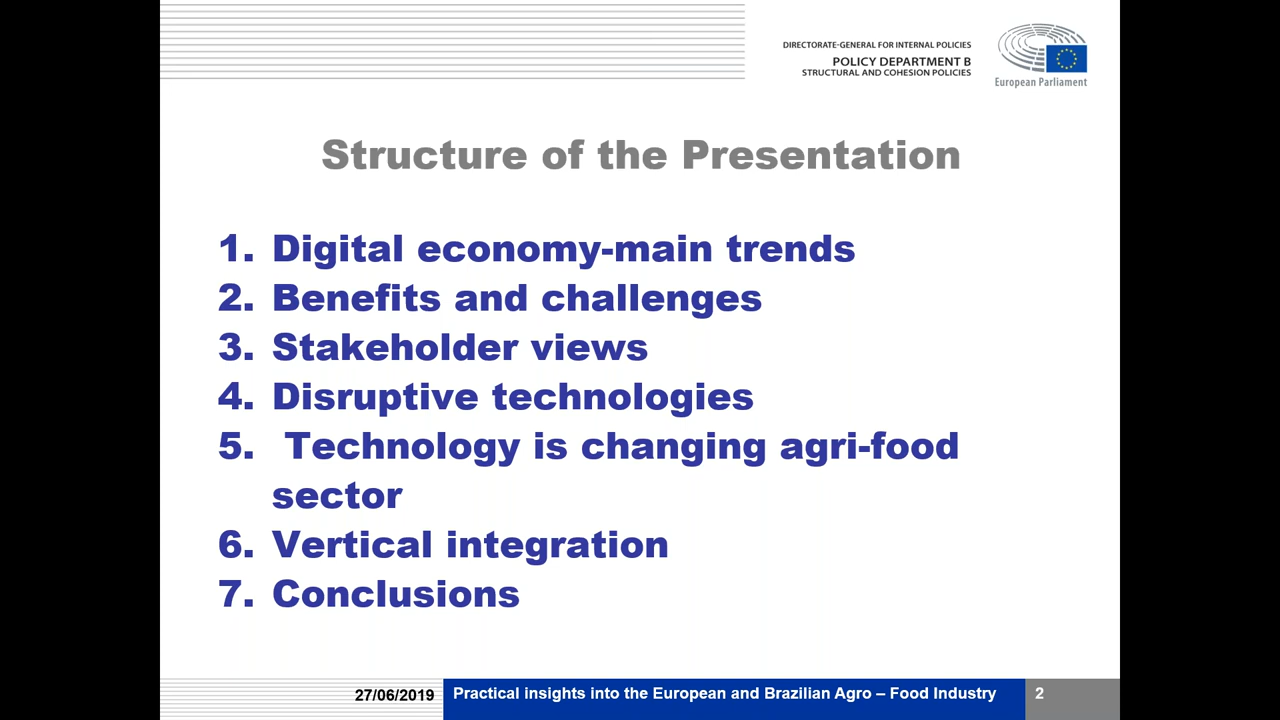 DIRECTORATE-GENERAL FOR INTERNAL POLICIES
POLICY DEPARTMENT B
STRUCTURAL AND COHESION POLICIES
European Parliament
Structure of the Presentation
1. Digital economy-main trends
2. Benefits and challenges
3. Stakeholder views
4. Disruptive technologies
5. Technology is changing agri-food
sector
6. Vertical integration
7. Conclusions
27/06/2019
Practical insights into the European and Brazilian Agro – Food Industry
2